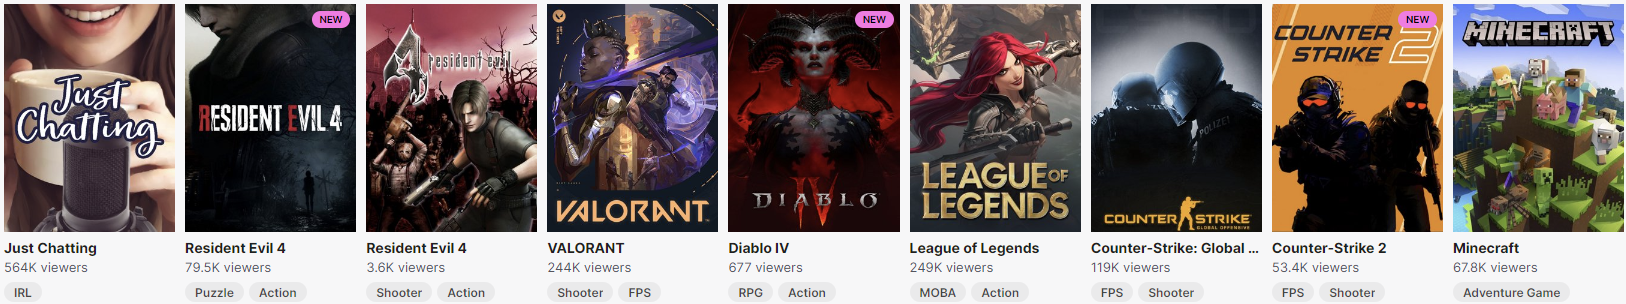 Just
Chatting
Just Chatting
564K viewers
IRL
NEW
RESIDENT EVIL 4
Resident Evil 4
79.5K viewers
Puzzle
Action
4
resident evil
Resident Evil 4
3.6K viewers
Shooter
Action
VALORANT
VALORANT
244K viewers
Shooter
FPS
NEW
DIABLO
IV
Diablo IV
677 viewers
RPG
Action
LEAGUE OF
LEGENDS
League of Legends
249K viewers
MOBA
Action
POLIZEI
COUNTER STRIKE
GLOBAL OFFENSIVE
Counter-Strike: Global ...
119K viewers
FPS
Shooter
NEW
COUNTER
STRIKE
2
Counter-Strike 2
53.4K viewers
FPS
Shooter
MINECRAFT
Minecraft
67.8K viewers
Adventure Game